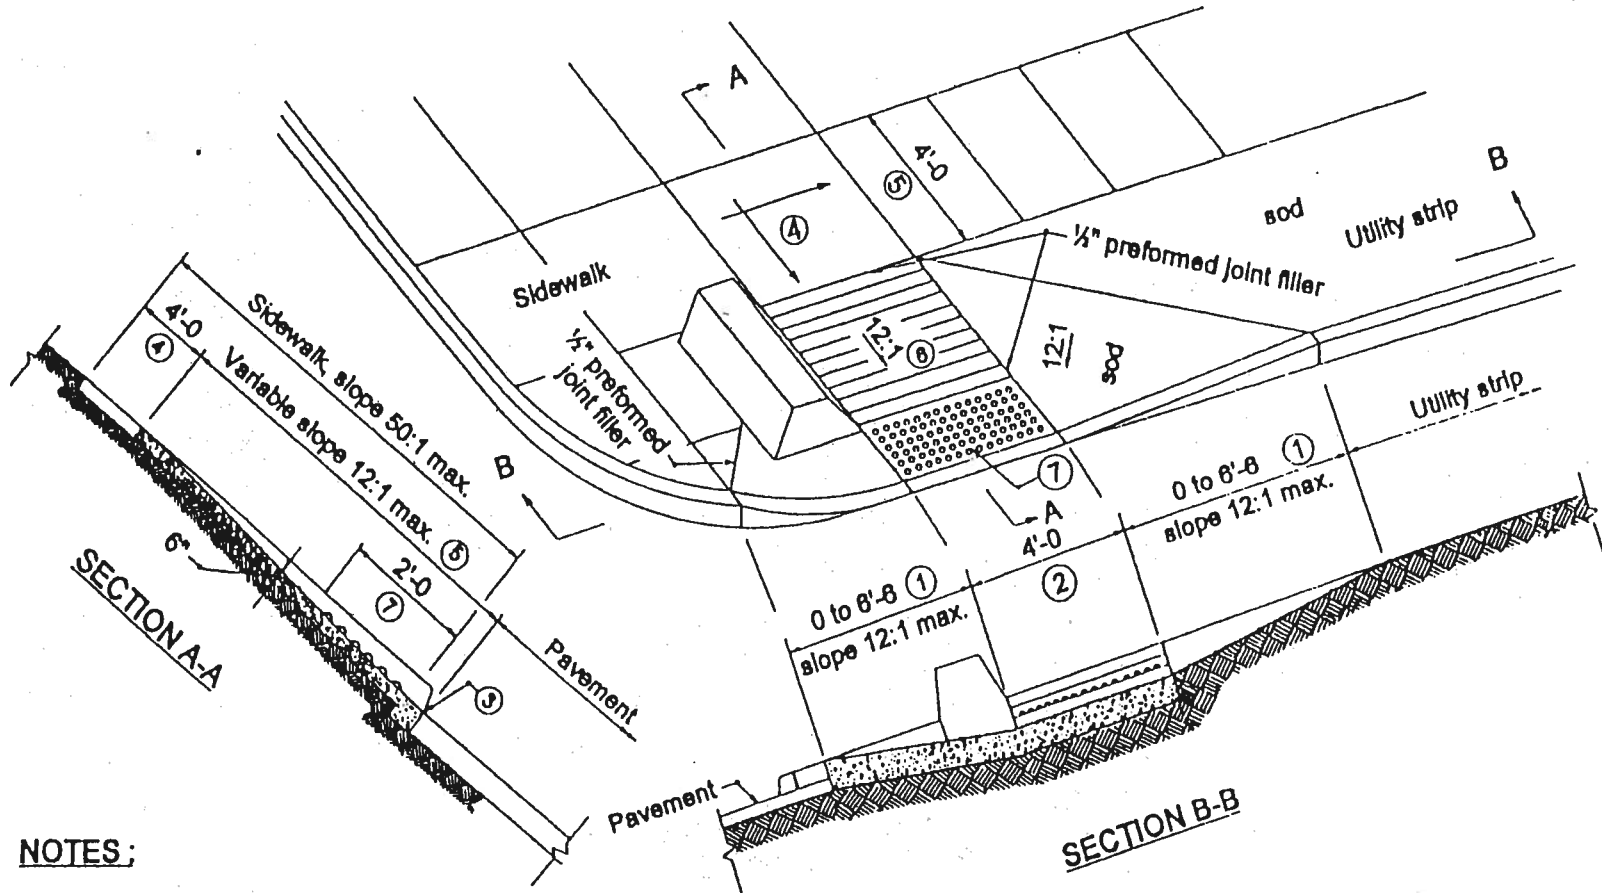 A
4'-0
⑤
B
④
sod
Utility strip
½" preformed joint filler
Sidewalk
Sidewalk, slope 50:1 max.
4'-0
④
Variable slope 12:1 max. ⑤
½" preformed
joint filler
12:1
⑥
12:1
sod
Utility strip
B
⑦
0 to 6'-6 ①
slope 12:1 max.
A
4'-0
②
6"
2'-0
⑦
SECTION A-A
0 to 6'-6 ①
slope 12:1 max.
Pavement
③
Pavement
SECTION B-B
NOTES: